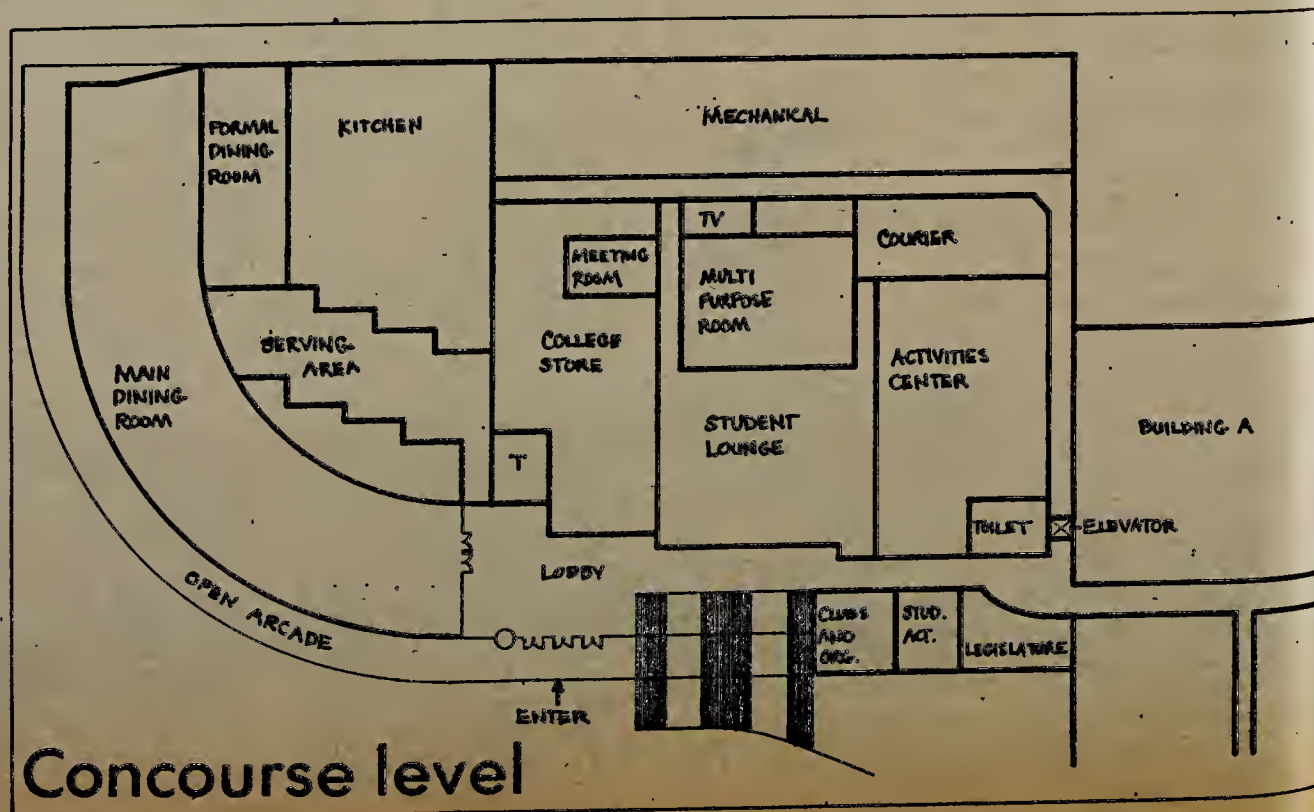 FORMAL
DINING
ROOM
KITCHEN
MECHANICAL
TV
COURIER
MEETING
ROOM
MULTI
PURPOSE
ROOM
SERVING
AREA
COLLEGE
STORE
ACTIVITIES
CENTER
MAIN
DINING
ROOM
STUDENT
LOUNGE
BUILDING A
T
TOILET
ELEVATOR
LOBBY
OPEN ARCADE
CLUBS
AND
ORG.
STUD.
ACT.
LEGISLATURE
ENTER
Concourse level